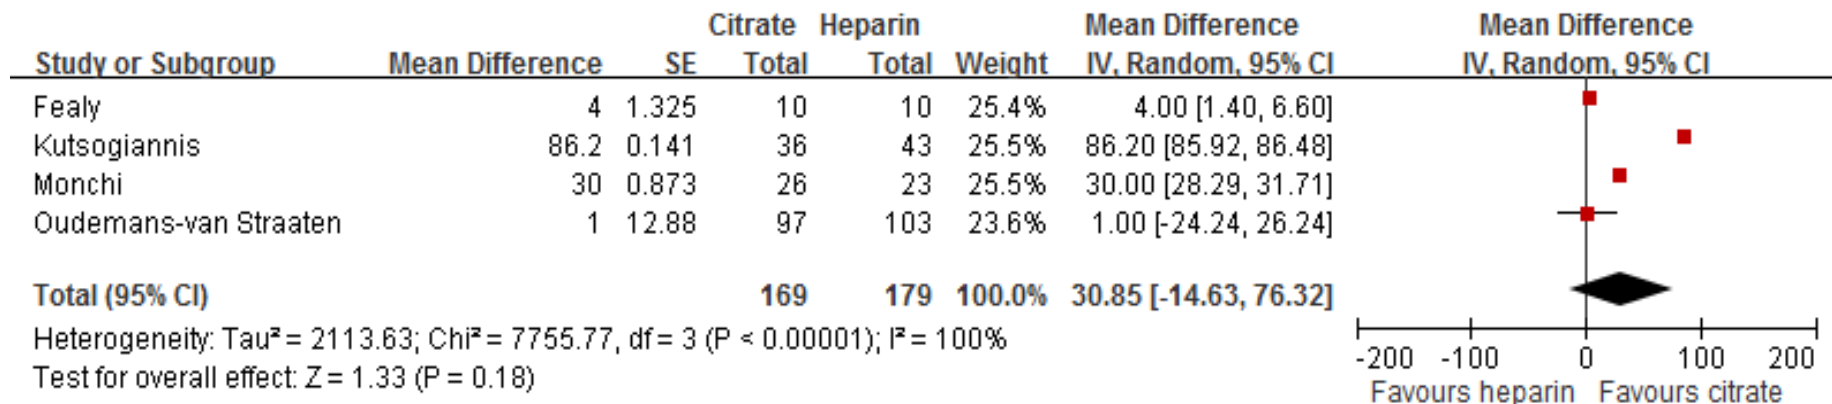 Citrate Heparin Mean Difference Mean Difference
Study or Subgroup Mean Difference SE Total Total Weight IV, Random, 95% CI IV, Random, 95% CI
Fealy 4 1.325 10 10 25.4% 4.00 [1.40, 6.60]
Kutsogiannis 86.2 0.141 36 43 25.5% 86.20 [85.92, 86.48]
Monchi 30 0.873 26 23 25.5% 30.00 [28.29, 31.71]
Oudemans-van Straaten 1 12.88 97 103 23.6% 1.00 [-24.24, 26.24]
Total (95% CI) 169 179 100.0% 30.85 [-14.63, 76.32]
Heterogeneity: Tau² = 2113.63; Chi² = 7755.77, df = 3 (P < 0.00001); I² = 100%
Test for overall effect: Z = 1.33 (P = 0.18)
-200 -100 0 100 200
Favours heparin Favours citrate